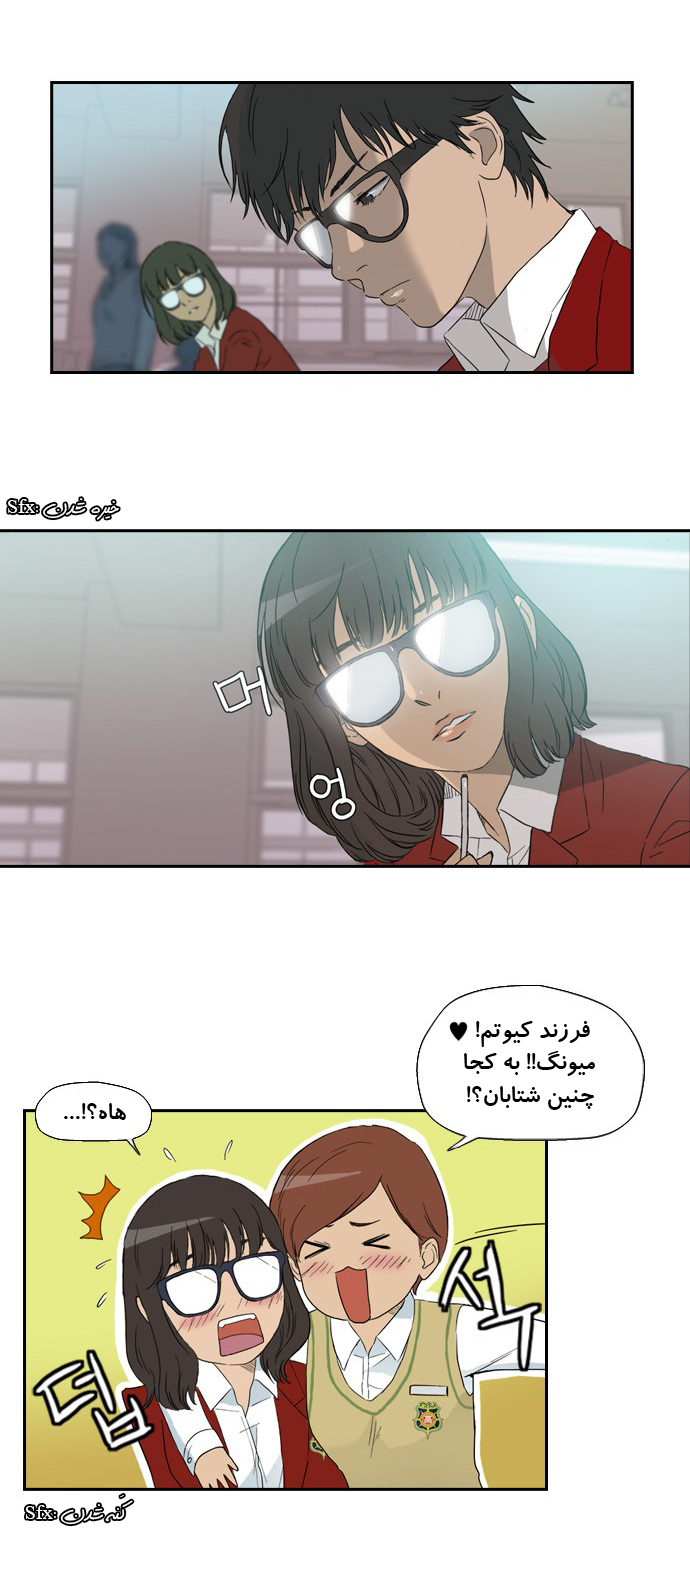 Sfx: خیره شدن
머
엉
فرزند کیوتم! ♥
میونگ!! به کجا
چنین شتابان؟!
هاه؟!...
덥
석
Sfx: کَنه شدن